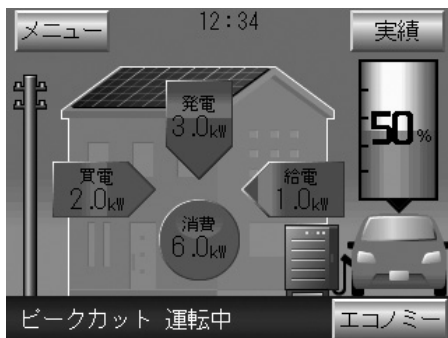 メニュー
12:34
実績
発電
3.0kW
50%
買電
2.0kW
給電
1.0kW
消費
6.0kW
ピークカット 運転中
エコノミー